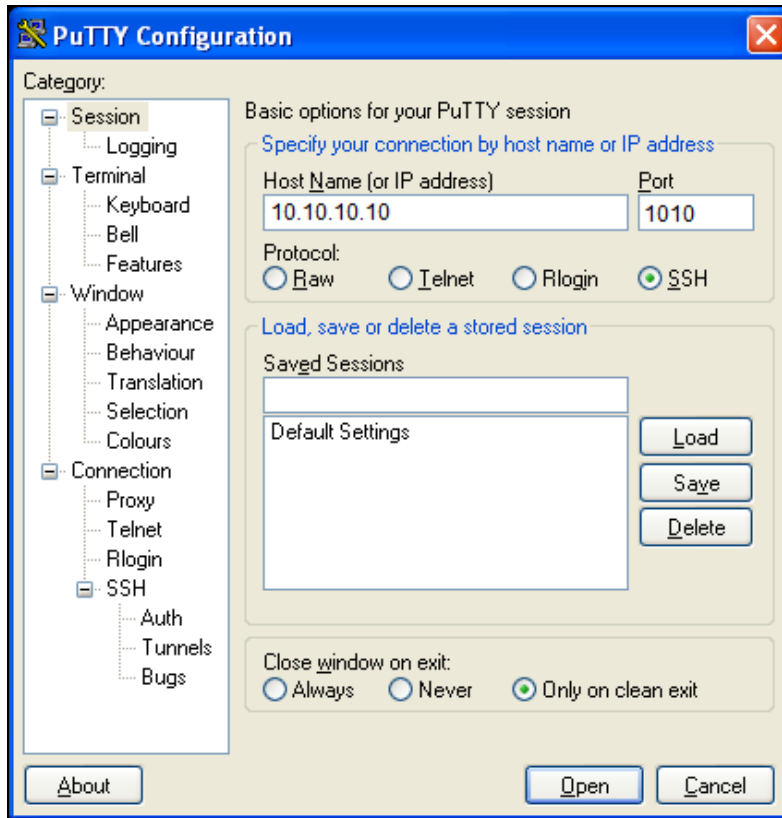 PuTTY Configuration
Category:
Session
Logging
Terminal
Keyboard
Bell
Features
Window
Appearance
Behaviour
Translation
Selection
Colours
Connection
Proxy
Telnet
Rlogin
SSH
Auth
Tunnels
Bugs
Basic options for your PuTTY session
Specify your connection by host name or IP address
Host Name (or IP address) Port
10.10.10.10 1010
Protocol:
Raw Telnet Rlogin SSH
Load, save or delete a stored session
Saved Sessions
Default Settings
Load
Save
Delete
Close window on exit:
Always Never Only on clean exit
About Open Cancel